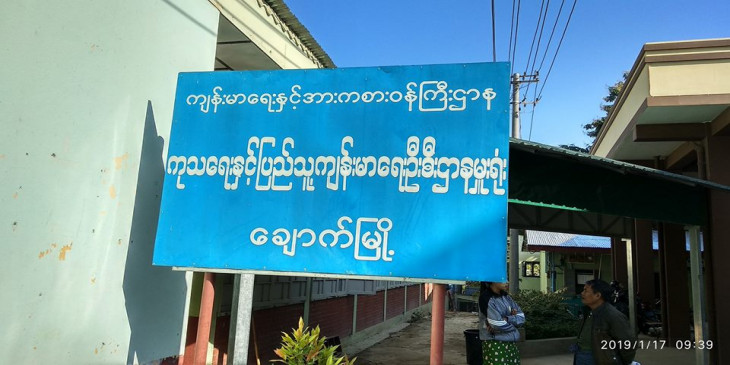 ကျန်းမာရေးနှင့်အားကစားဝန်ကြီးဌာန
ကုသရေးနှင့်ပြည်သူ့ကျန်းမာရေးဦးစီးဌာနမှူးရုံး
ချောက်မြို့
2019/1/17 09:39